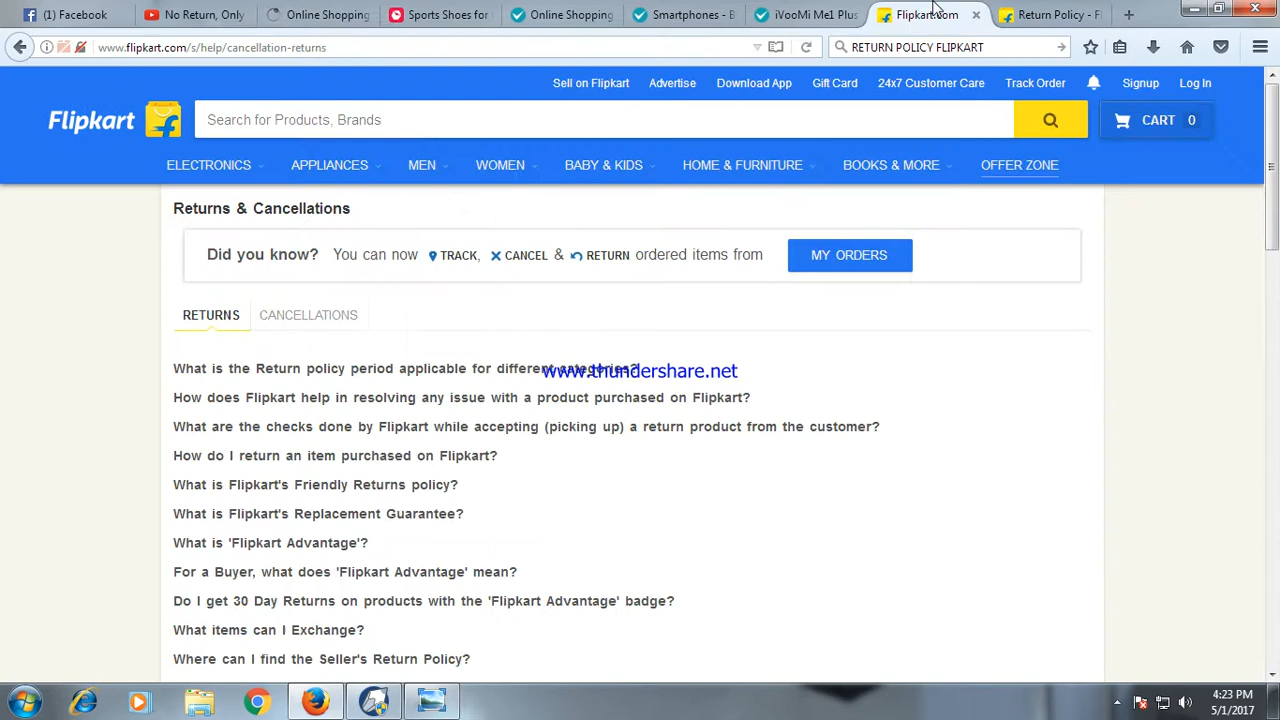 (1) Facebook
No Return, Only
Online Shopping
Sports Shoes for
Online Shopping
Smartphones -
iVooMi Me1 Plus
Flipkart.com
Return Policy -
www.flipkart.com/s/help/cancellation-returns
RETURN POLICY FLIPKART
Sell on Flipkart Advertise Download App Gift Card 24x7 Customer Care Track Order Signup Log In
Flipkart Search for Products, Brands CART 0
ELECTRONICS APPLIANCES MEN WOMEN BABY & KIDS HOME & FURNITURE BOOKS & MORE OFFER ZONE
Returns & Cancellations
Did you know? You can now TRACK, CANCEL & RETURN ordered items from MY ORDERS
RETURNS CANCELLATIONS
What is the Return policy period applicable for different categories?
www.thundershare.net
How does Flipkart help in resolving any issue with a product purchased on Flipkart?
What are the checks done by Flipkart while accepting (picking up) a return product from the customer?
How do I return an item purchased on Flipkart?
What is Flipkart's Friendly Returns policy?
What is Flipkart's Replacement Guarantee?
What is 'Flipkart Advantage'?
For a Buyer, what does 'Flipkart Advantage' mean?
Do I get 30 Day Returns on products with the 'Flipkart Advantage' badge?
What items can I Exchange?
Where can I find the Seller's Return Policy?
4:23 PM
5/1/2017